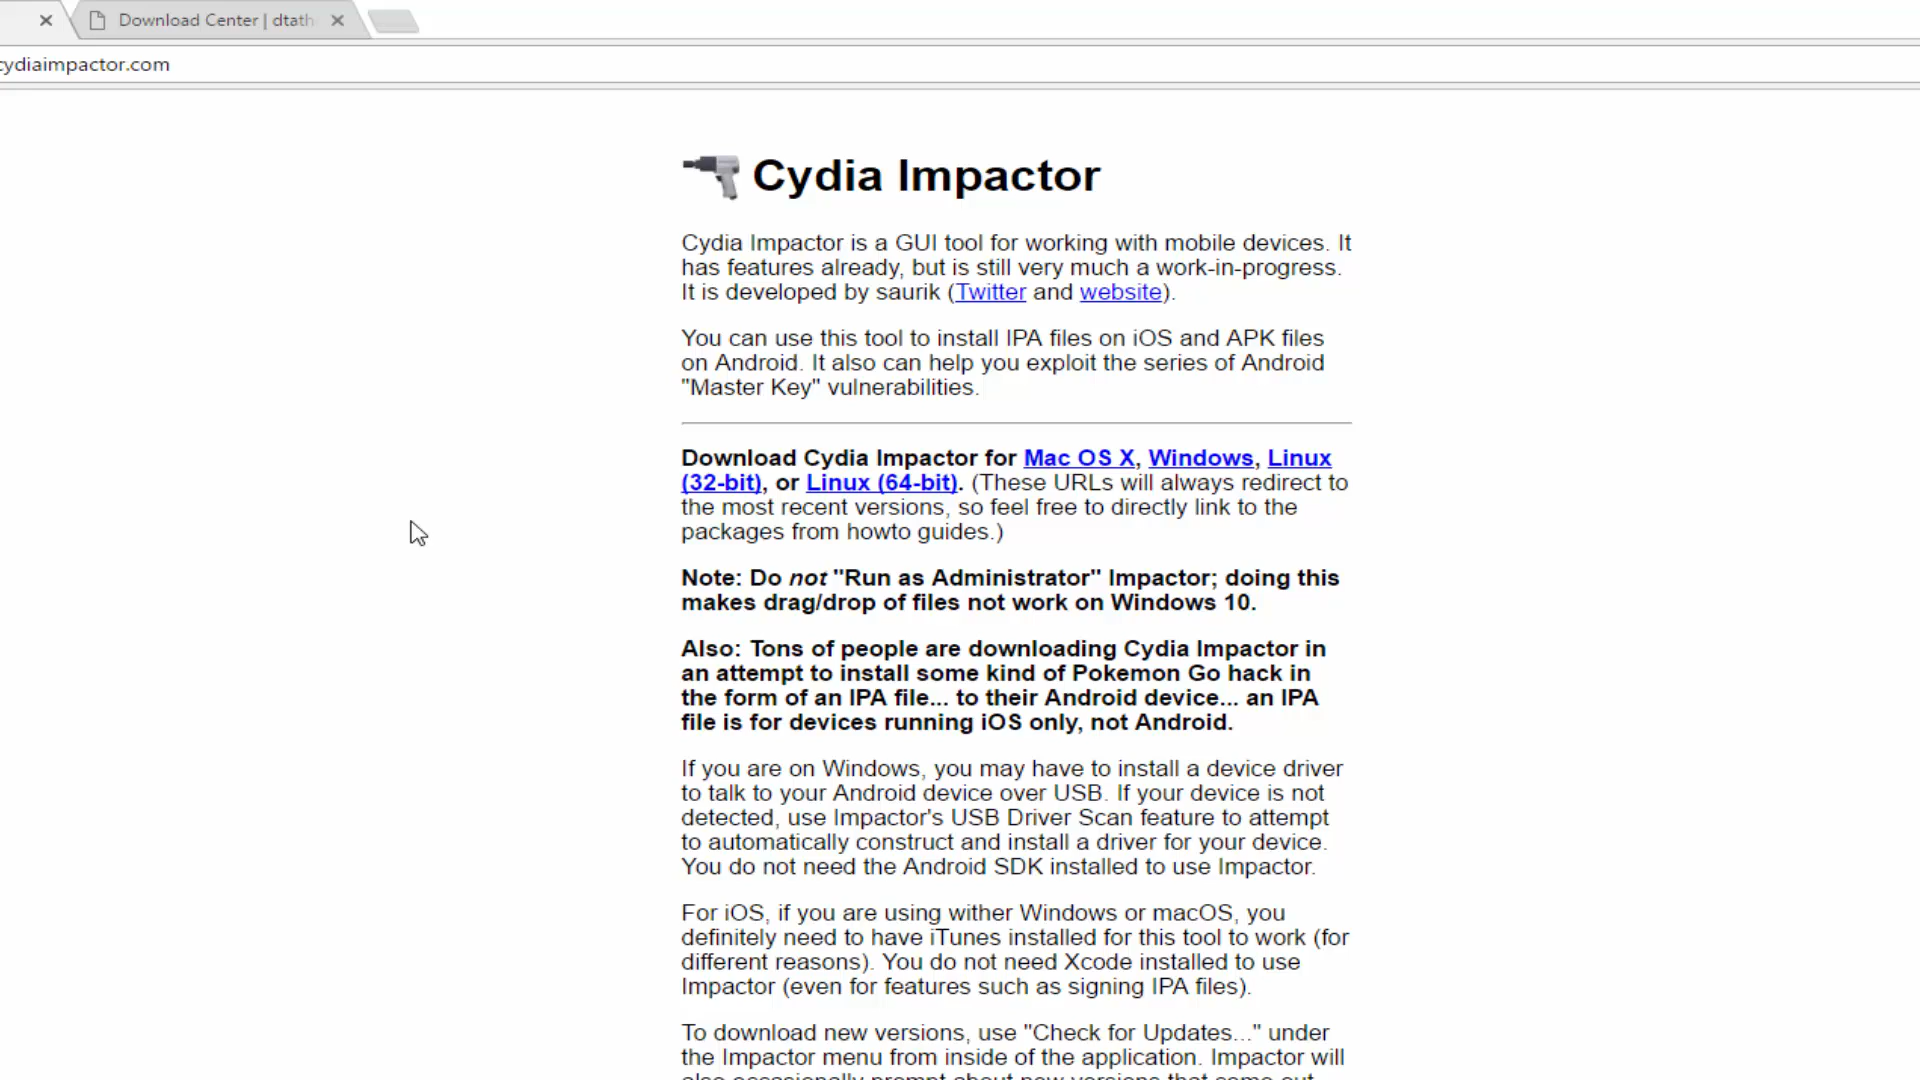 Download Center | dtath
cydiaimpactor.com
Cydia Impactor
Cydia Impactor is a GUI tool for working with mobile devices. It
has features already, but is still very much a work-in-progress.
It is developed by saurik (Twitter and website).
You can use this tool to install IPA files on iOS and APK files
on Android. It also can help you exploit the series of Android
"Master Key" vulnerabilities.
Download Cydia Impactor for Mac OS X, Windows, Linux
(32-bit), or Linux (64-bit). (These URLs will always redirect to
the most recent versions, so feel free to directly link to the
packages from howto guides.)
Note: Do not "Run as Administrator" Impactor; doing this
makes drag/drop of files not work on Windows 10.
Also: Tons of people are downloading Cydia Impactor in
an attempt to install some kind of Pokemon Go hack in
the form of an IPA file... to their Android device... an IPA
file is for devices running iOS only, not Android.
If you are on Windows, you may have to install a device driver
to talk to your Android device over USB. If your device is not
detected, use Impactor's USB Driver Scan feature to attempt
to automatically construct and install a driver for your device.
You do not need the Android SDK installed to use Impactor.
For iOS, if you are using wither Windows or macOS, you
definitely need to have iTunes installed for this tool to work (for
different reasons). You do not need Xcode installed to use
Impactor (even for features such as signing IPA files).
To download new versions, use "Check for Updates..." under
the Impactor menu from inside of the application. Impactor will
also occasionally prompt about new versions that come out